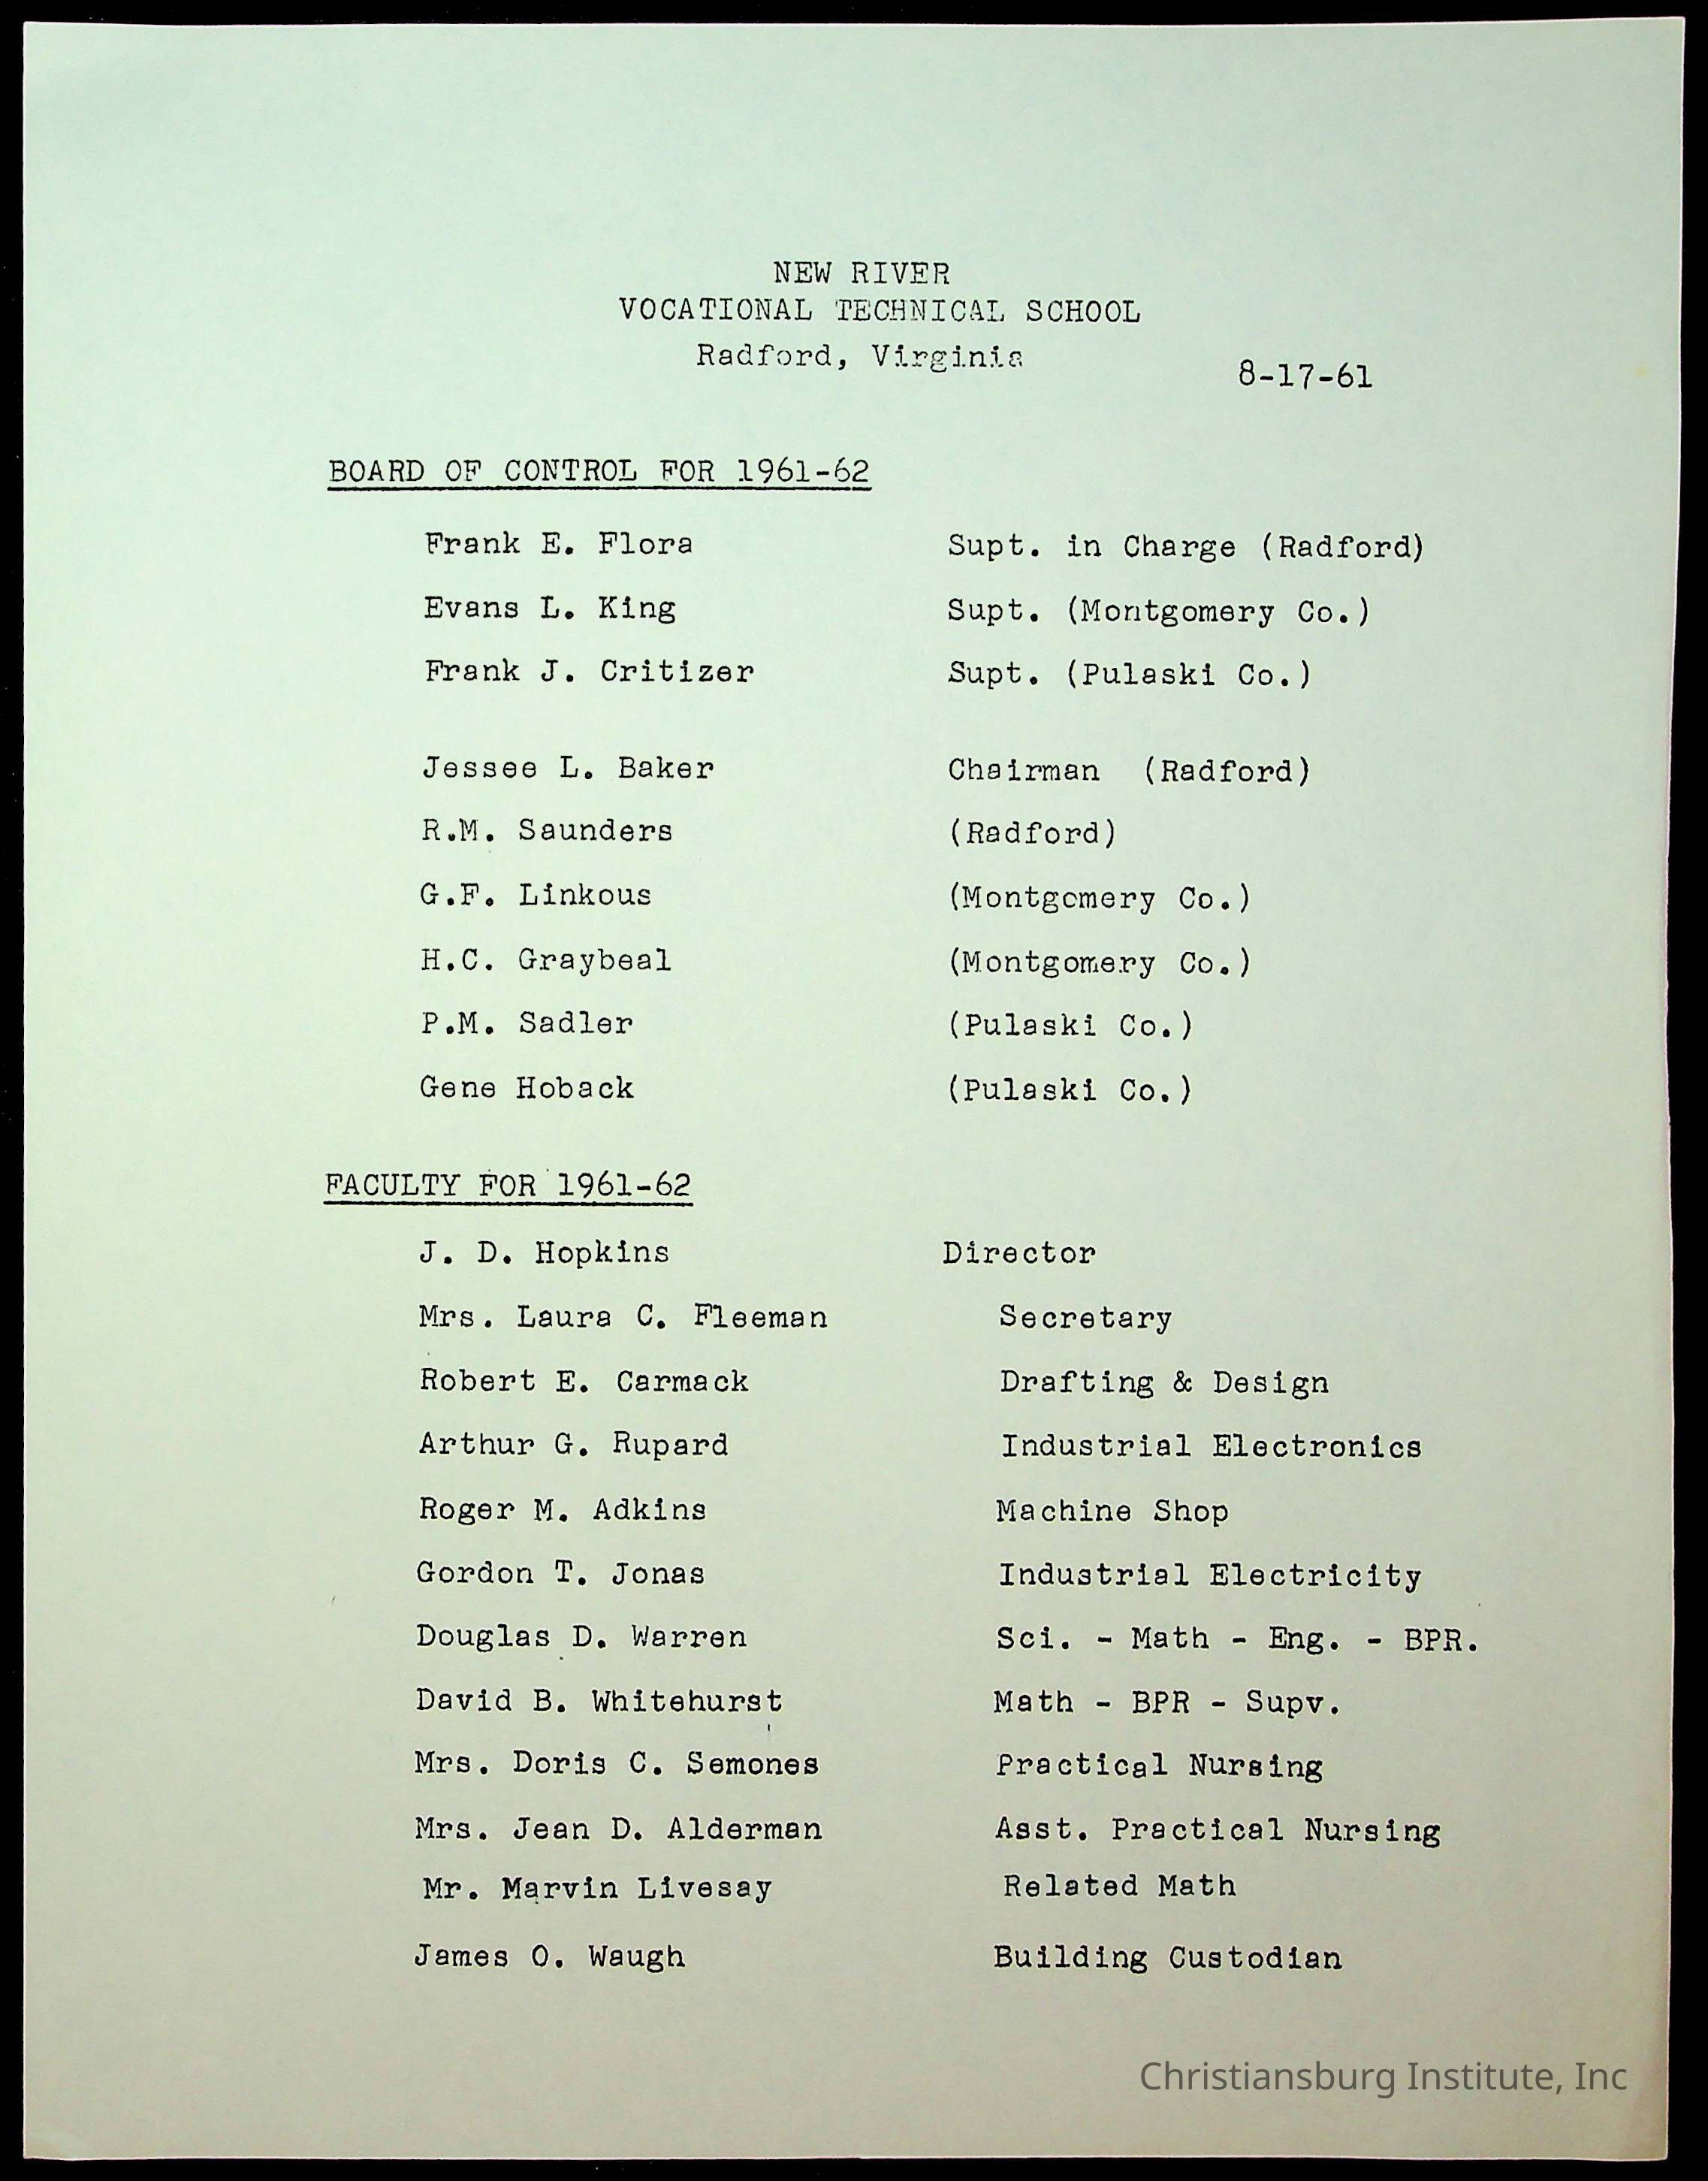 NEW RIVER
VOCATIONAL TECHNICAL SCHOOL
Radford, Virginia
8-17-61
BOARD OF CONTROL FOR 1961-62
Frank E. Flora Supt. in Charge (Radford)
Evans L. King Supt. (Montgomery Co.)
Frank J. Critizer Supt. (Pulaski Co.)
Jessee L. Baker Chairman (Radford)
R.M. Saunders (Radford)
G.F. Linkous (Montgomery Co.)
H.C. Graybeal (Montgomery Co.)
P.M. Sadler (Pulaski Co.)
Gene Hoback (Pulaski Co.)
FACULTY FOR 1961-62
J. D. Hopkins Director
Mrs. Laura C. Fleeman Secretary
Robert E. Carmack Drafting & Design
Arthur G. Rupard Industrial Electronics
Roger M. Adkins Machine Shop
Gordon T. Jonas Industrial Electricity
Douglas D. Warren Sci. - Math - Eng. - BPR.
David B. Whitehurst Math - BPR - Supv.
Mrs. Doris C. Semones Practical Nursing
Mrs. Jean D. Alderman Asst. Practical Nursing
Mr. Marvin Livesay Related Math
James O. Waugh Building Custodian
Christiansburg Institute, Inc